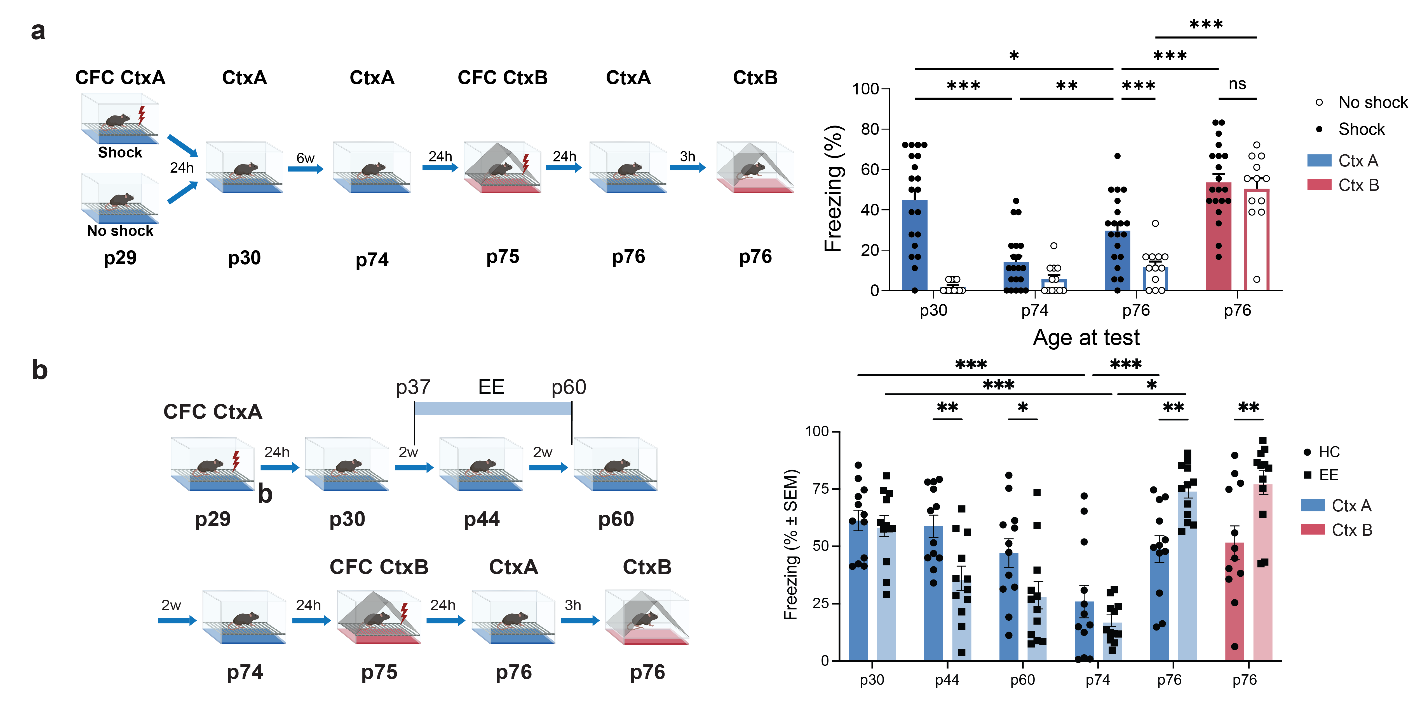 a
CFC CtxA
CtxA
CtxA
CFC CtxB
CtxA
CtxB
Shock
24h
6w
24h
24h
3h
No shock
p29
p30
p74
p75
p76
p76
***
* ***
*** ** *** ns
Freezing (%)
100
80
60
40
20
0
p30 p74 p76 p76
Age at test
No shock
Shock
Ctx A
Ctx B
b
p37 EE p60
CFC CtxA
24h
2w
2w
b
p29
p30
p44
p60
CFC CtxB
CtxA
CtxB
2w
24h
24h
3h
p74
p75
p76
p76
*** ***
*** *
** * ** **
Freezing (% ± SEM)
100
75
50
25
0
p30 p44 p60 p74 p76 p76
HC
EE
Ctx A
Ctx B